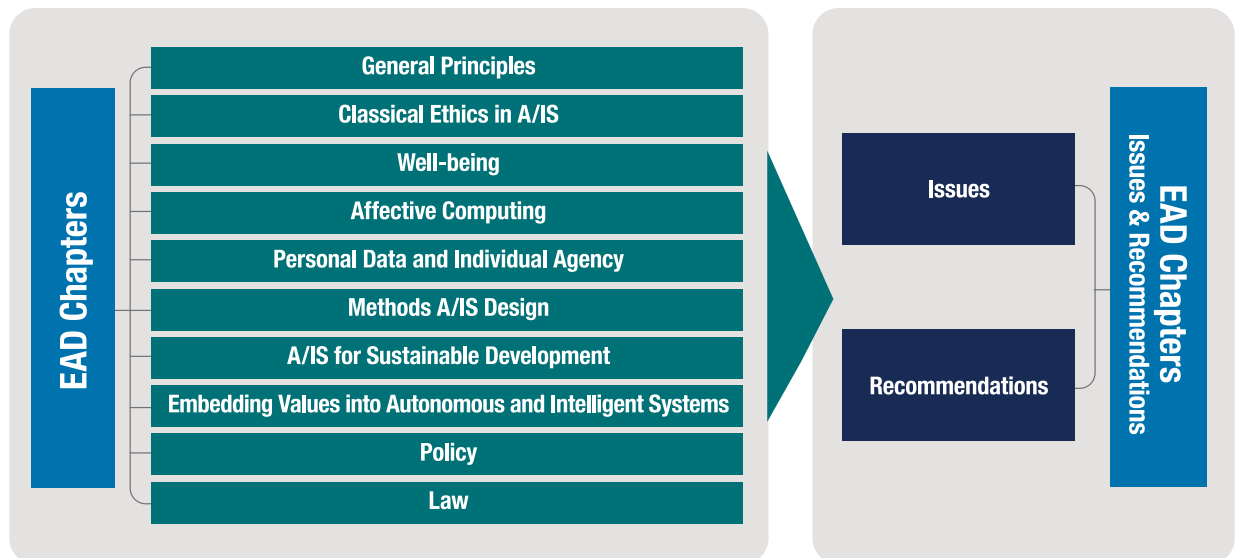 EAD Chapters
General Principles
Classical Ethics in A/IS
Well-being
Affective Computing
Personal Data and Individual Agency
Methods A/IS Design
A/IS for Sustainable Development
Embedding Values into Autonomous and Intelligent Systems
Policy
Law
Issues
Recommendations
EAD Chapters
Issues & Recommendations